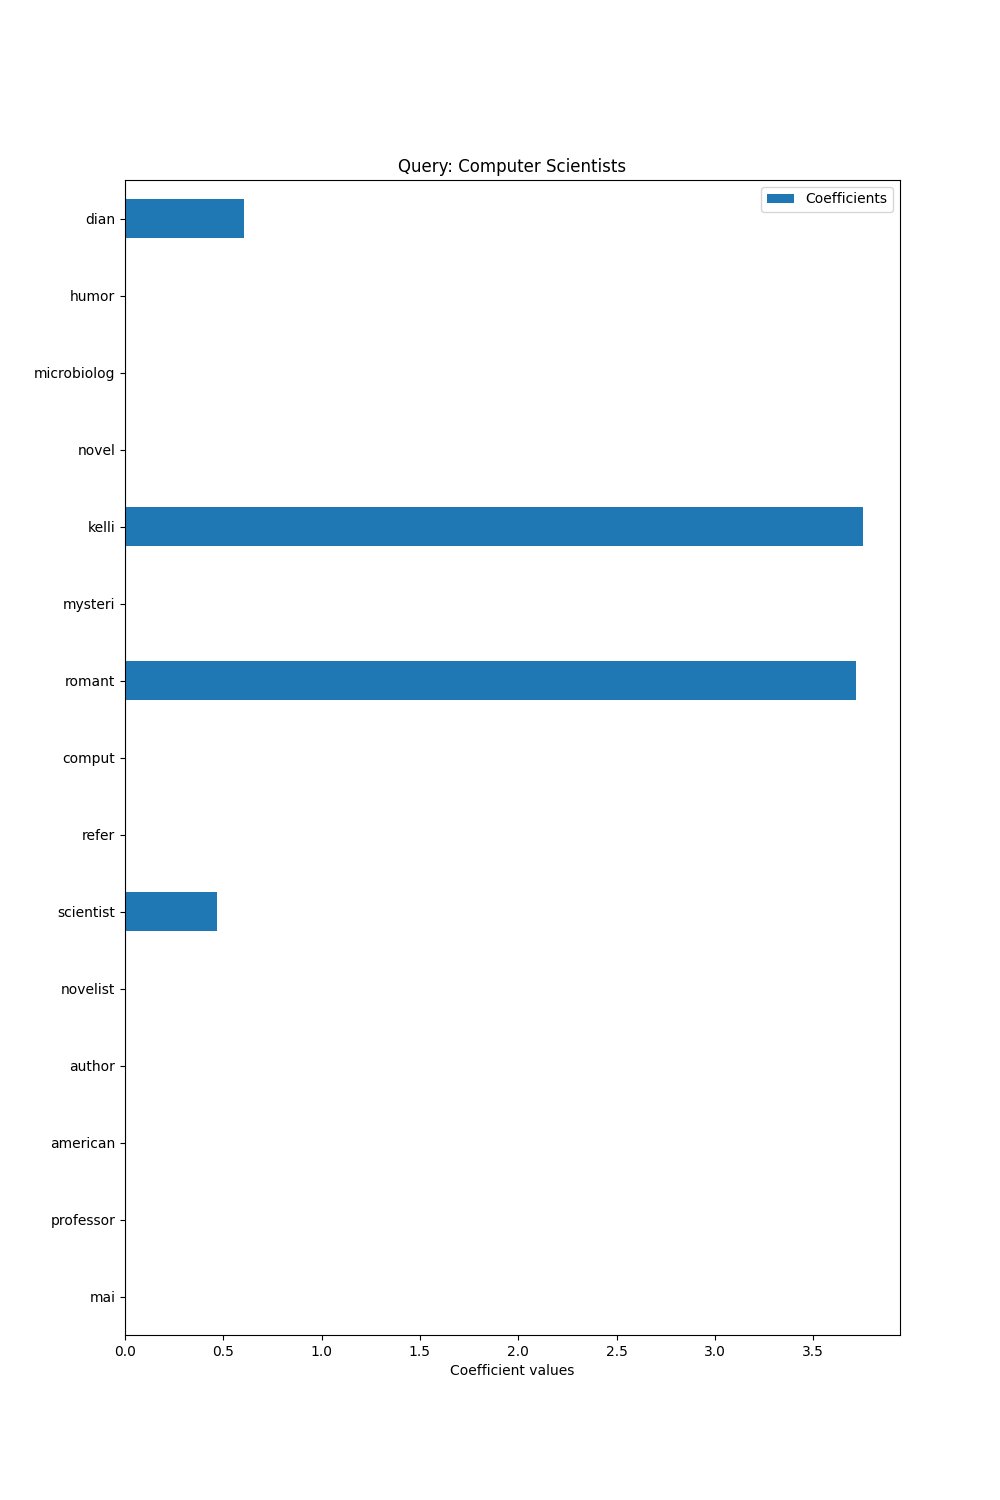 Query: Computer Scientists
Coefficients
dian
humor
microbiolog
novel
kelli
mysteri
romant
comput
refer
scientist
novelist
author
american
professor
mai
0.0 0.5 1.0 1.5 2.0 2.5 3.0 3.5
Coefficient values